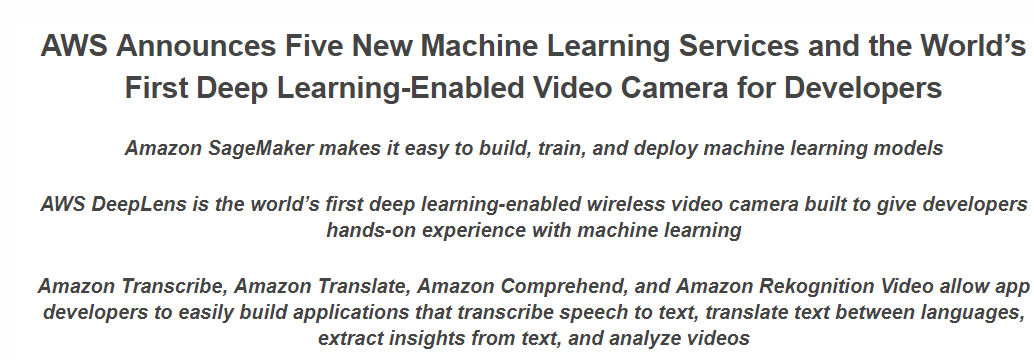 AWS Announces Five New Machine Learning Services and the World’s
First Deep Learning-Enabled Video Camera for Developers
Amazon SageMaker makes it easy to build, train, and deploy machine learning models
AWS DeepLens is the world’s first deep learning-enabled wireless video camera built to give developers
hands-on experience with machine learning
Amazon Transcribe, Amazon Translate, Amazon Comprehend, and Amazon Rekognition Video allow app
developers to easily build applications that transcribe speech to text, translate text between languages,
extract insights from text, and analyze videos